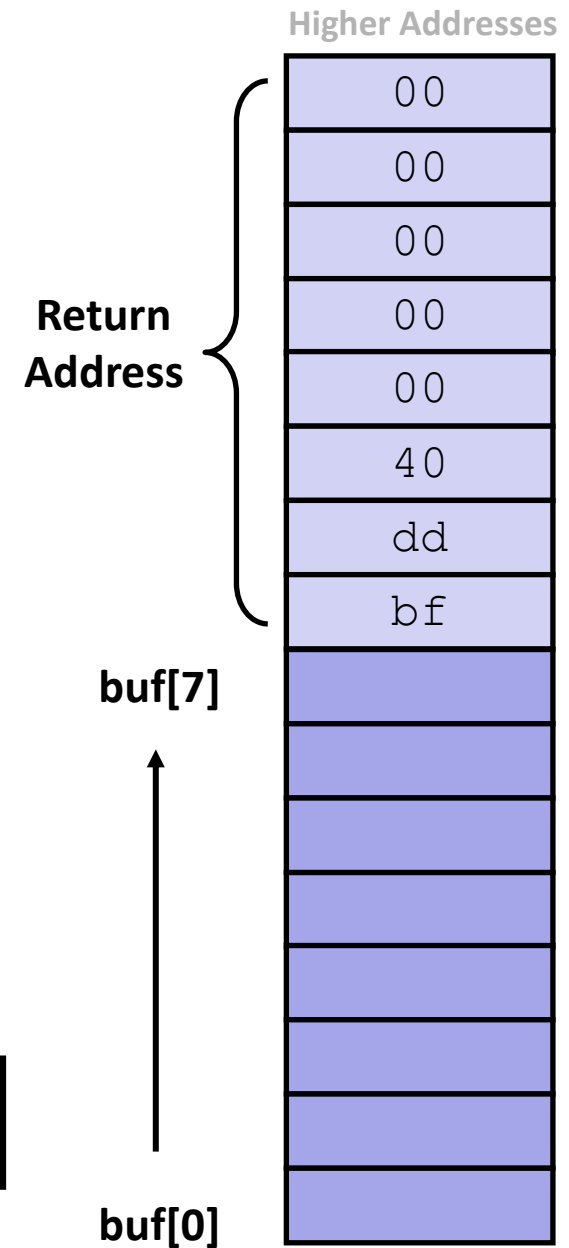 Higher Addresses
00
00
00
00
00
40
dd
bf
Return
Address
buf[7]
buf[0]